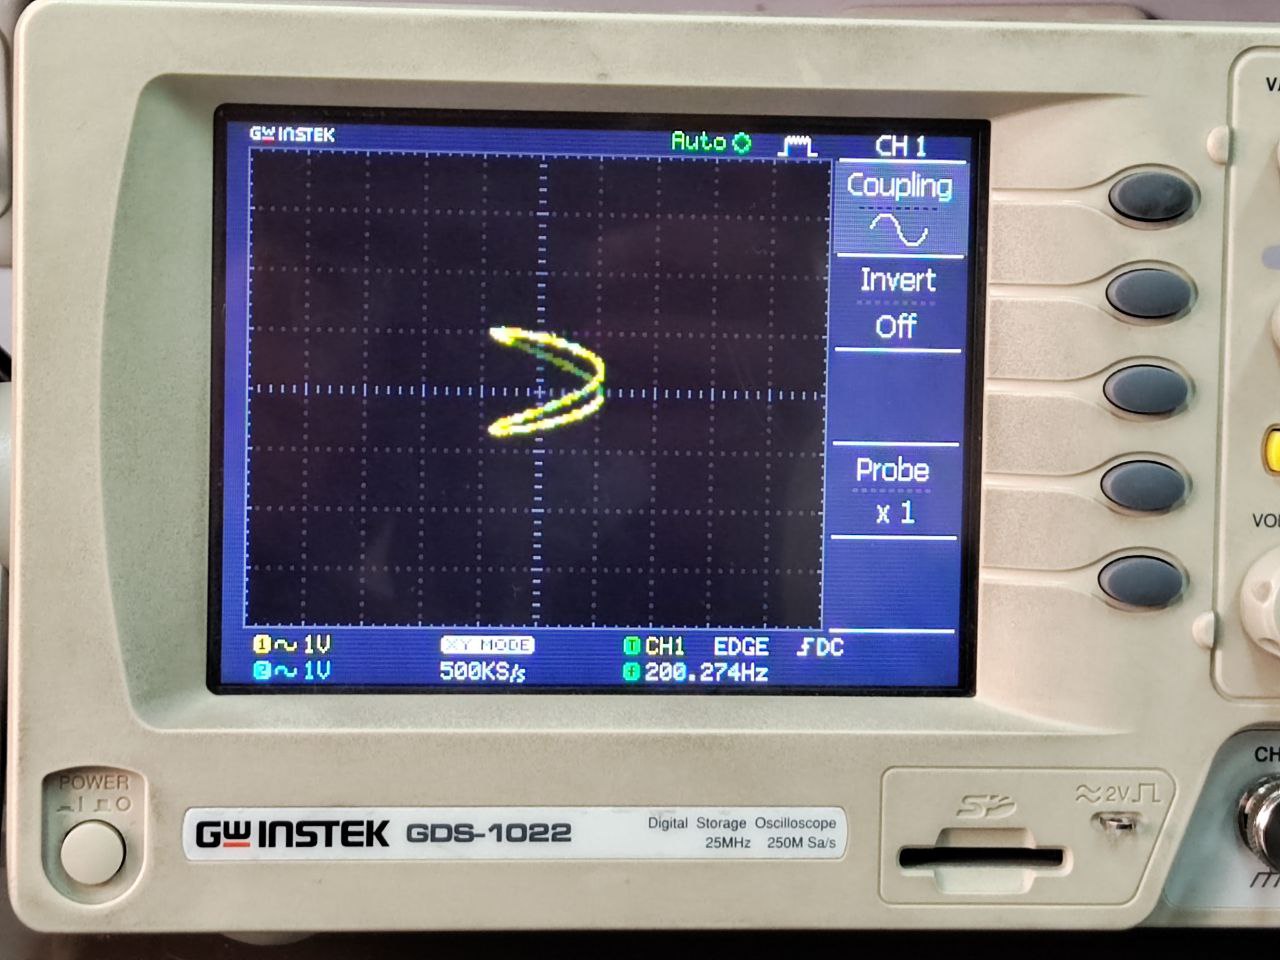 GW INSTEK
Auto
CH 1
Coupling
Invert
Off
Probe
x 1
1 1V
XY MODE
T CH1 EDGE DC
2 1V
500KS/s
f 200.274Hz
POWER
I O
GW INSTEK GDS-1022
Digital Storage Oscilloscope
25MHz 250M Sa/s
SD
2V
CH